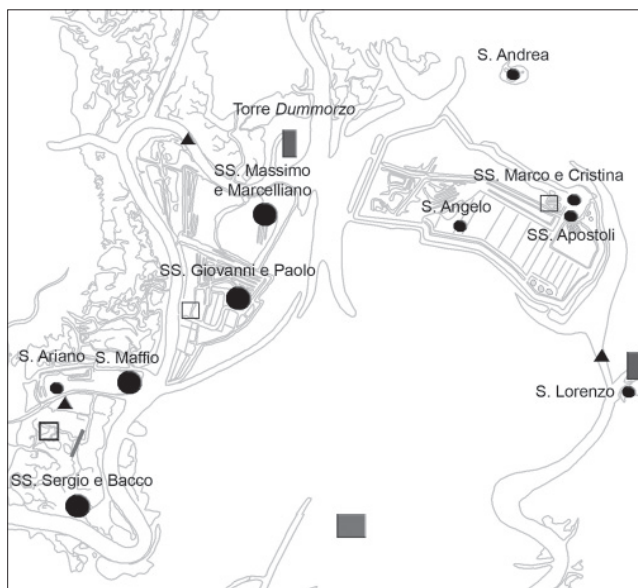 S. Andrea
Torre Dummorzo
SS. Massimo
e Marcelliano
SS. Marco e Cristina
S. Angelo
SS. Apostoli
SS. Giovanni e Paolo
S. Ariano
S. Maffio
S. Lorenzo
SS. Sergio e Bacco